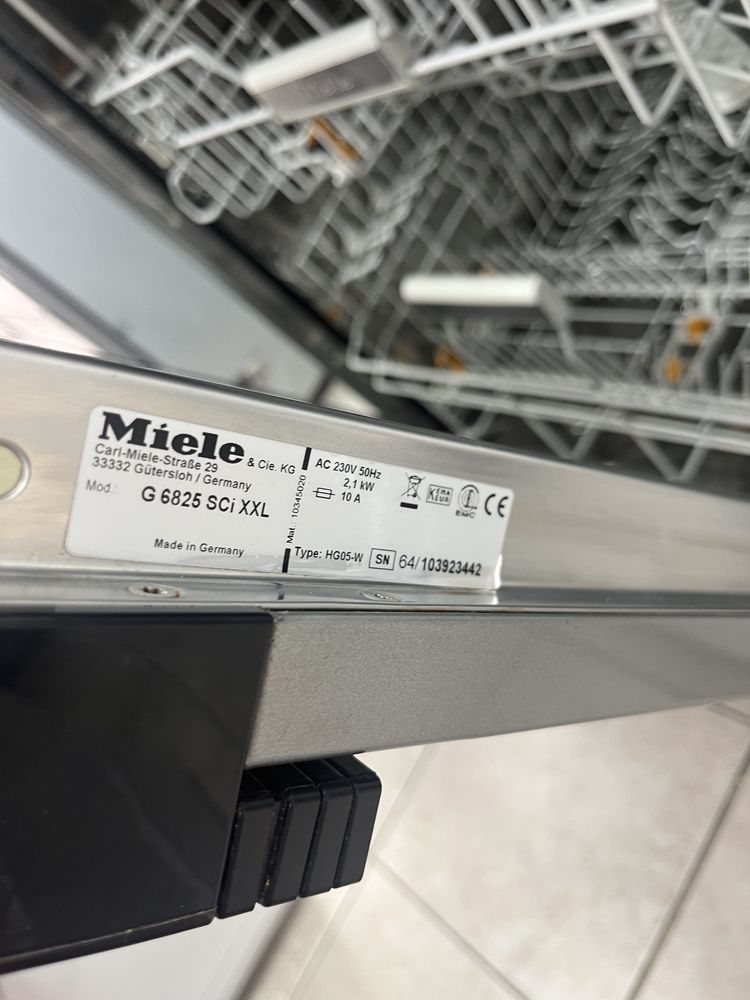 Miele & Cie. KG
Carl-Miele-Straße 29
33332 Gütersloh / Germany
Mod.: G 6825 SCi XXL
Made in Germany
Mat.: 10345020
AC 230V 50Hz
2,1 kW
10 A
Type: HG05-W SN 64/103923442
KEMA
KEUR
EMC
CE